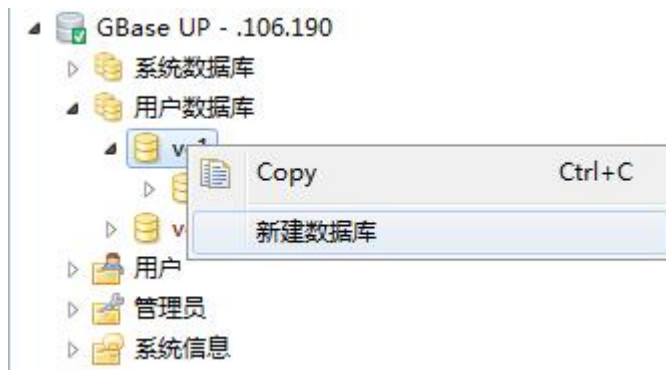 GBase UP - .106.190
系统数据库
用户数据库
Copy Ctrl+C
新建数据库
用户
管理员
系统信息